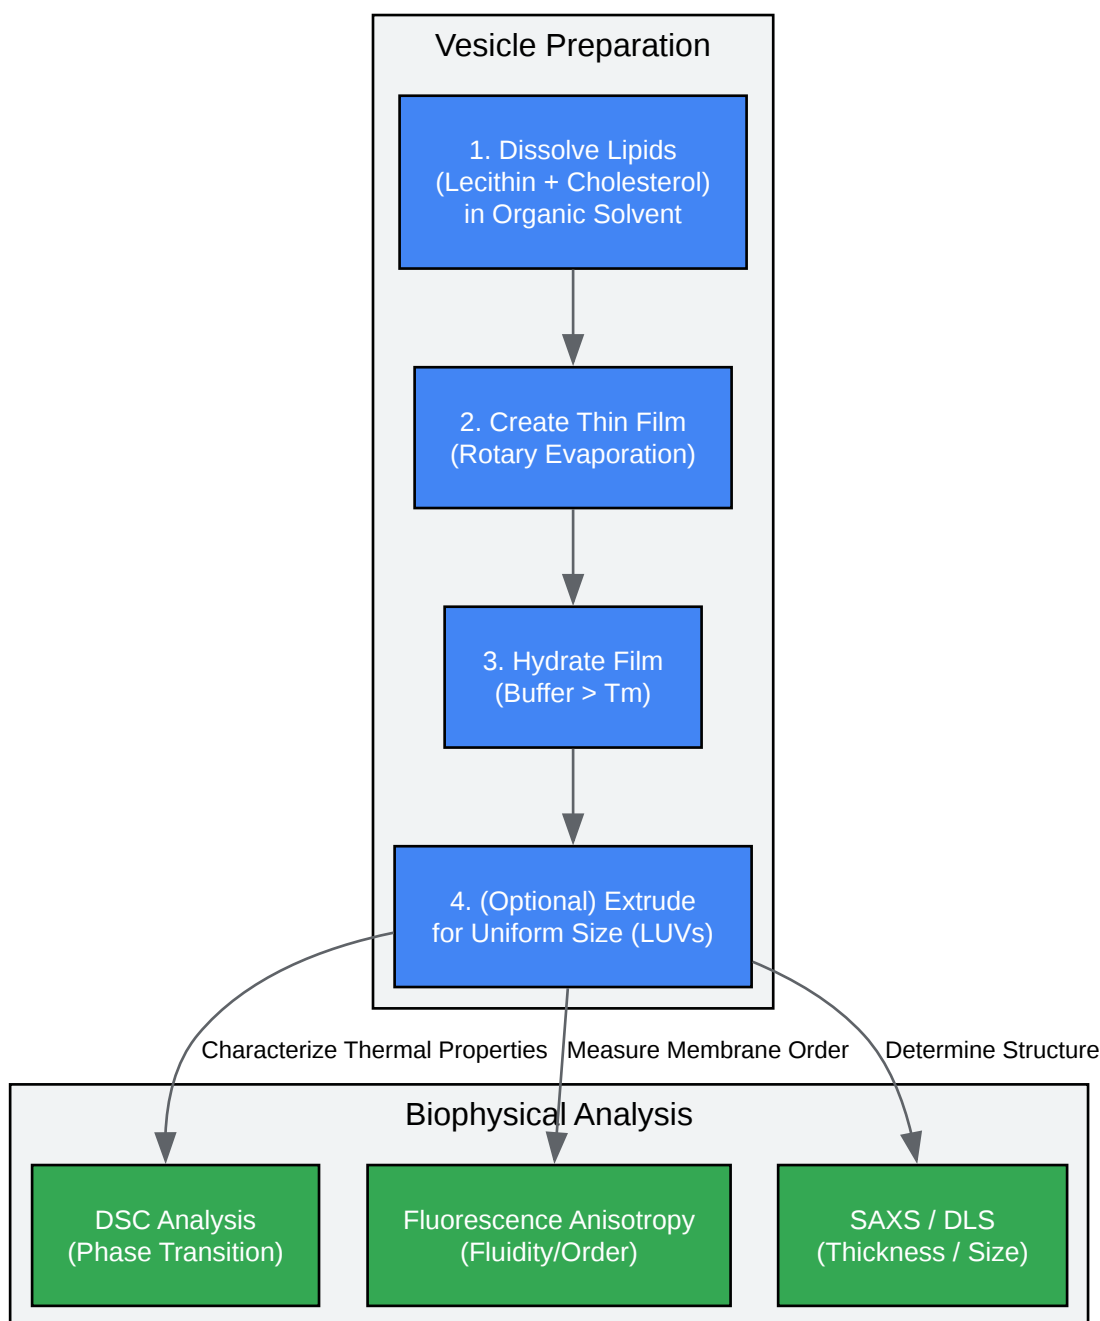 Vesicle Preparation
1. Dissolve Lipids
(Lecithin + Cholesterol)
in Organic Solvent
2. Create Thin Film
(Rotary Evaporation)
3. Hydrate Film
(Buffer > Tm)
4. (Optional) Extrude
for Uniform Size (LUVs)
Characterize Thermal Properties
Measure Membrane Order
Determine Structure
Biophysical Analysis
DSC Analysis
(Phase Transition)
Fluorescence Anisotropy
(Fluidity/Order)
SAXS / DLS
(Thickness / Size)